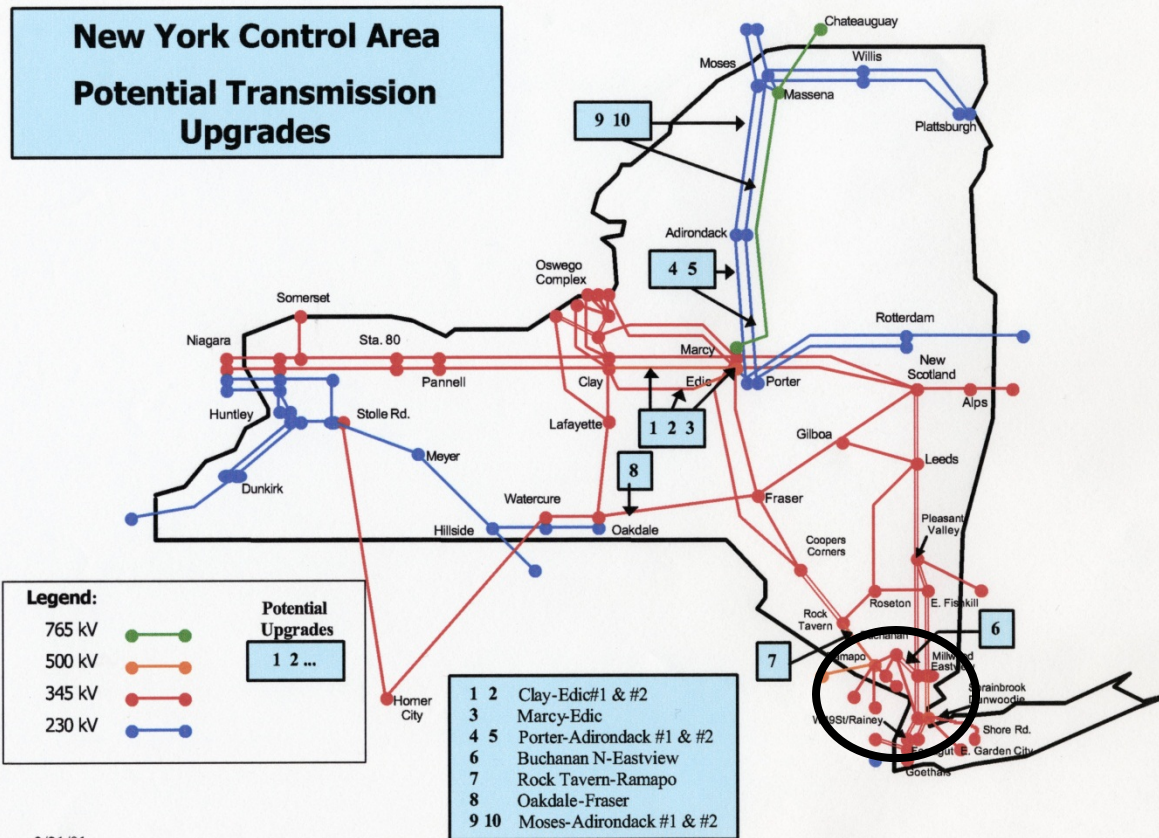 New York Control Area
Potential Transmission
Upgrades
Chateauguay
Moses
Willis
Massena
9 10
Plattsburgh
Adirondack
Oswego
Complex
4 5
Somerset
Rotterdam
Niagara
Sta. 80
Marcy
New
Scotland
Pannell
Clay
Edic
Porter
Alps
Huntley
Stolle Rd.
Lafayette
1 2 3
Gilboa
Meyer
8
Leeds
Dunkirk
Watercure
Fraser
Pleasant
Valley
Hillside
Oakdale
Coopers
Corners
Legend:
765 kV
500 kV
345 kV
230 kV
Potential
Upgrades
1 2 ...
Roseton
E. Fishkill
Rock
Tavern
6
7
Homer
City
Dunwoodie
Shore Rd.
E. Garden City
Goethals
1 2 Clay-Edic#1 & #2
3 Marcy-Edic
4 5 Porter-Adirondack #1 & #2
6 Buchanan N-Eastview
7 Rock Tavern-Ramapo
8 Oakdale-Fraser
9 10 Moses-Adirondack #1 & #2